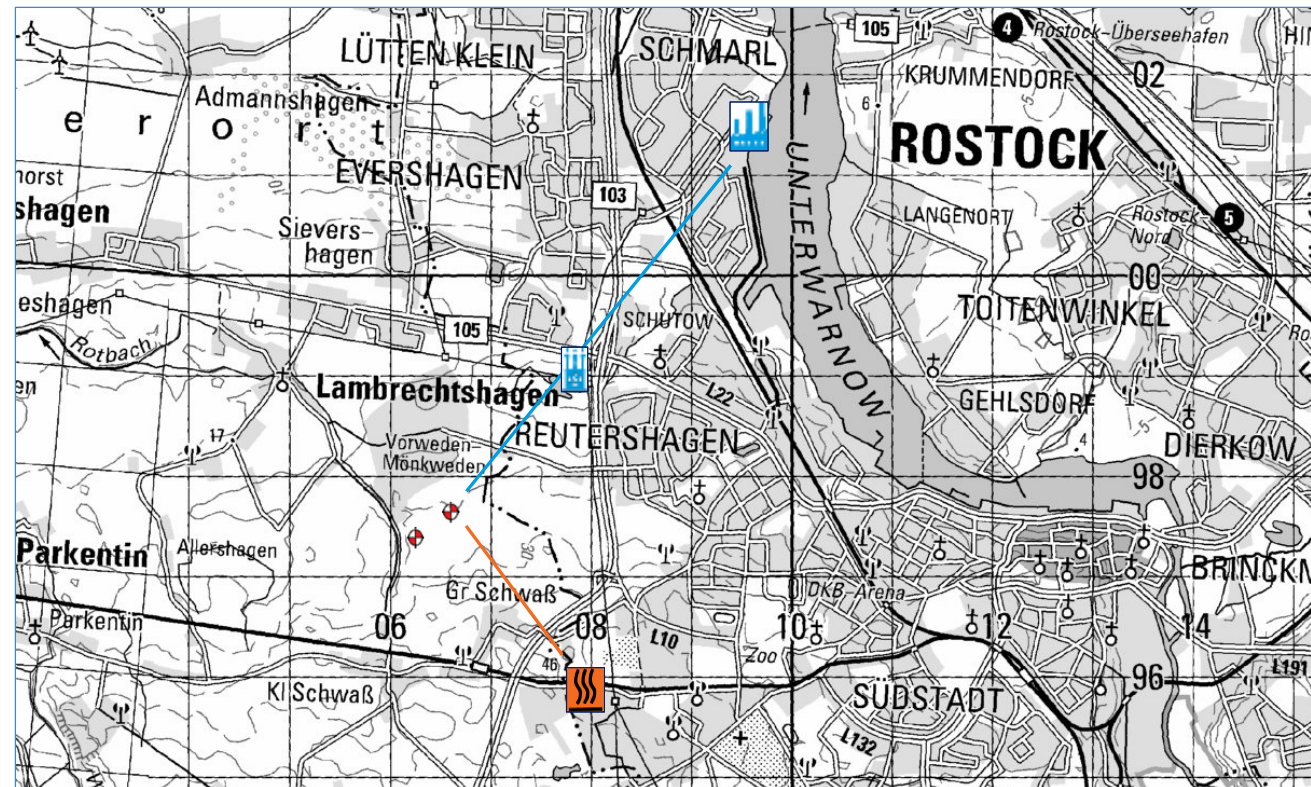 LÜTTEN KLEIN
SCHMARL
105
4
Rostock-Überseehafen
KRUMMENDORF
02
Admannshagen
6
e r o r t
ROSTOCK
EVERSHAGEN
horst
shagen
103
UNTERWARNOW
LANGENORT
Rostock-
Nord
5
Sievers-
hagen
10
00
eshagen
105
SCHUTOW
TOITENWINKEL
Rotbach
Lambrechtshagen
L22
GEHLSDORF
5
17
Vorweden-
Mönkweden
REUTERSHAGEN
4
DIERKOW
98
Parkentin
Allershagen
30
BRINCKM
Gr Schwaß
DKB Arena
Parkentin
06
08
L10
10
12
14
46
Zoo
L191
96
Kl Schwaß
SÜDSTADT
L132